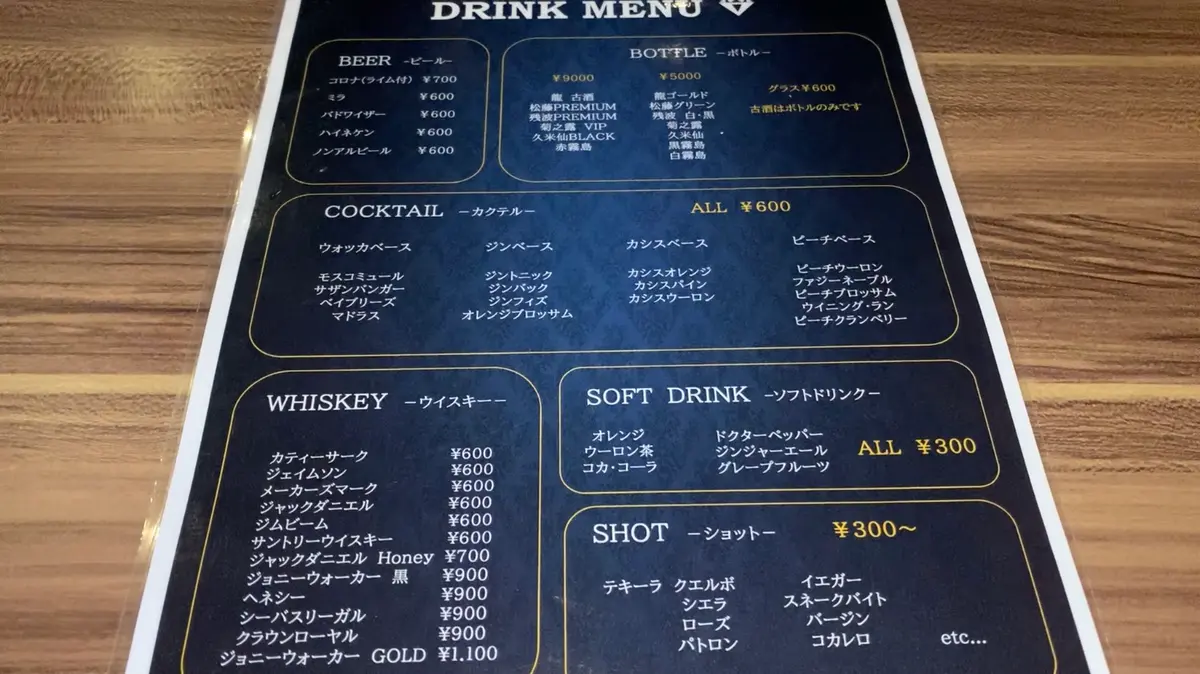 DRINK MENU
BEER -ビール-
コロナ(ライム付) ¥700
ミラ ¥600
バドワイザー ¥600
ハイネケン ¥600
ノンアルビール ¥600
BOTTLE -ボトル-
¥9000
龍 古酒
松藤PREMIUM
残波PREMIUM
菊之露 VIP
久米仙BLACK
赤霧島
¥5000
龍ゴールド
松藤グリーン
残波 白・黒
菊之露
久米仙
黒霧島
白霧島
グラス¥600
古酒はボトルのみです
COCKTAIL -カクテル- ALL ¥600
ウォッカベース
モスコミュール
サザンバンガー
ベイブリーズ
マドラス
ジンベース
ジントニック
ジンバック
ジンフィズ
オレンジブロッサム
カシスベース
カシスオレンジ
カシスパイン
カシスウーロン
ピーチベース
ピーチウーロン
ファジーネーブル
ピーチブロッサム
ウイニング・ラン
ピーチクランベリー
WHISKEY -ウイスキー-
カティーサーク ¥600
ジェイムソン ¥600
メーカーズマーク ¥600
ジャックダニエル ¥600
ジムビーム ¥600
サントリーウイスキー ¥600
ジャックダニエル Honey ¥700
ジョニーウォーカー 黒 ¥900
ヘネシー ¥900
シーバスリーガル ¥900
クラウンローヤル ¥900
ジョニーウォーカー GOLD ¥1.100
SOFT DRINK -ソフトドリンク-
オレンジ
ウーロン茶
コカ・コーラ
ドクターペッパー
ジンジャーエール
グレープフルーツ
ALL ¥300
SHOT -ショット- ¥300〜
テキーラ クエルボ
シエラ
ローズ
パトロン
イエガー
スネークバイト
バージン
コカレロ
etc...